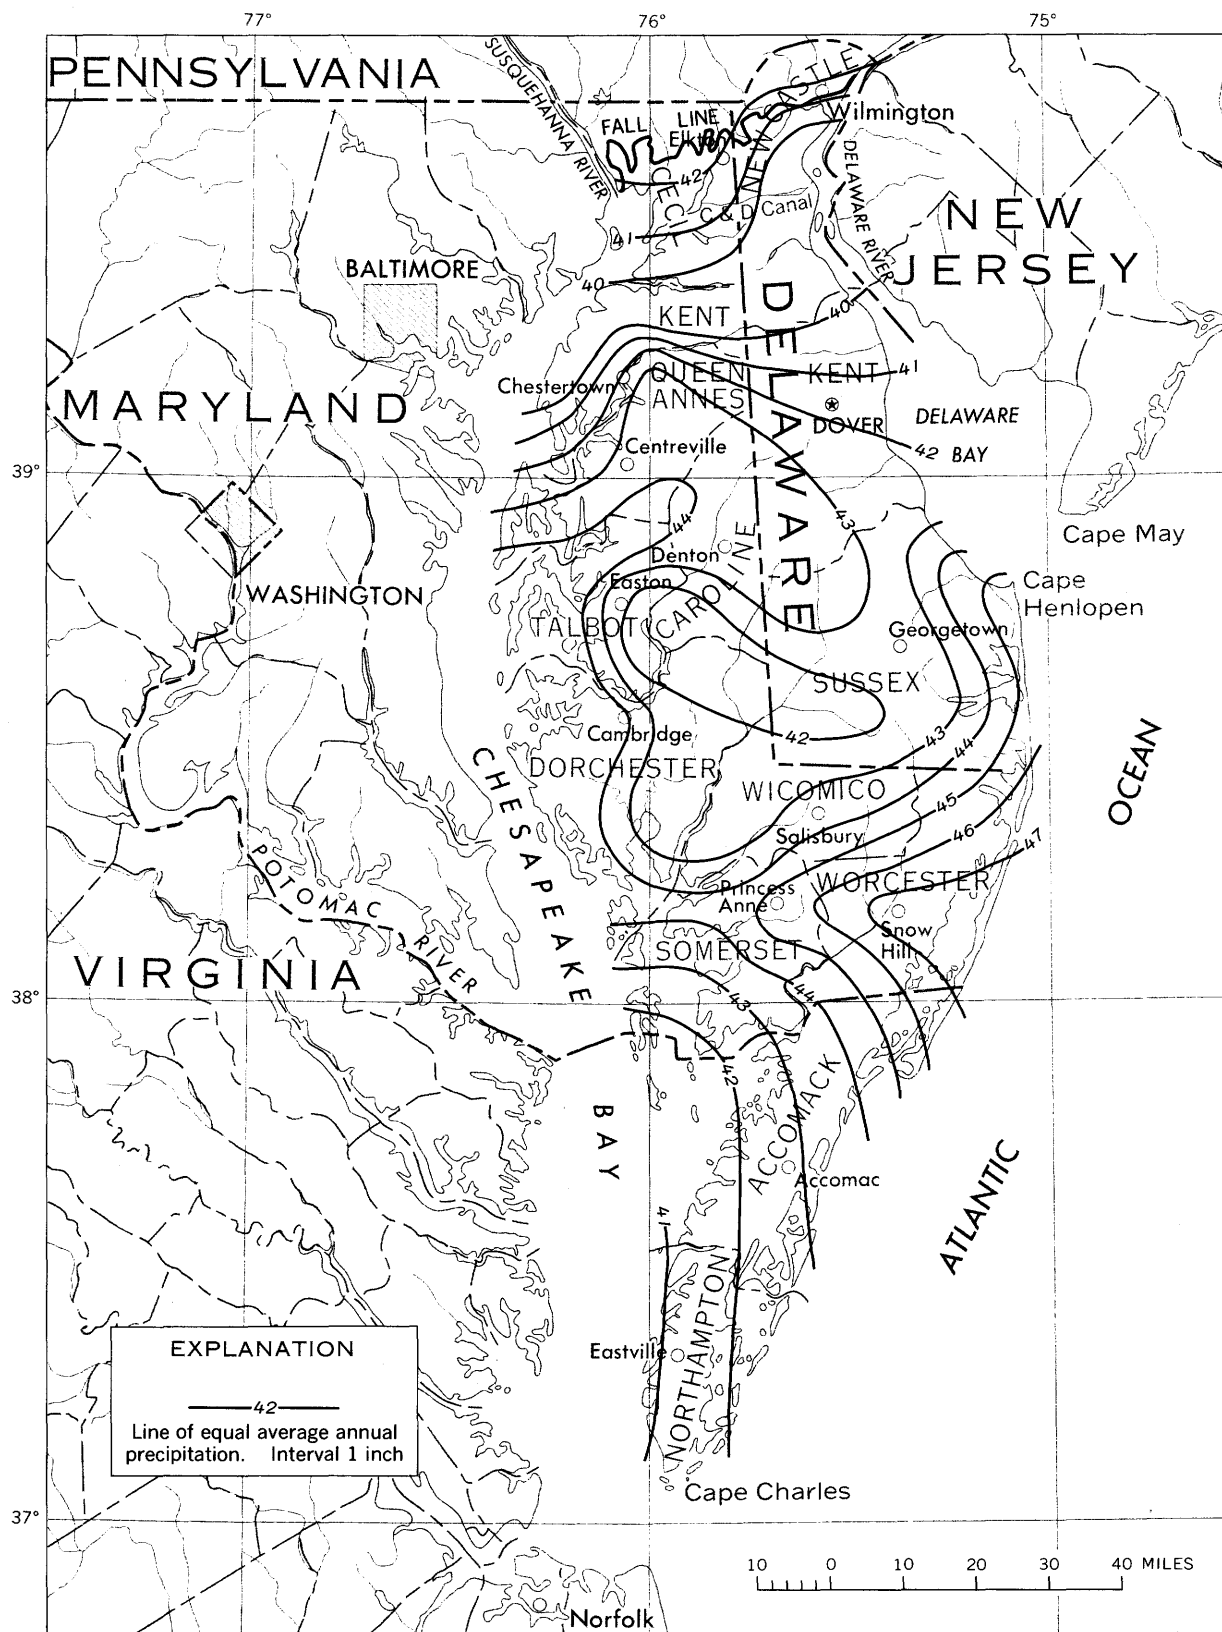 77° 76° 75°
PENNSYLVANIA
SUSQUEHANNA RIVER
FALL LINE
Elkton
NEW CASTLE
Wilmington
42
CECIL
C & D Canal
DELAWARE RIVER
NEW
JERSEY
41
BALTIMORE
40
KENT
40
DELAWARE
QUEEN
ANNES
KENT
41
Chestertown
MARYLAND
DOVER
DELAWARE
BAY
42
Centreville
39°
44
43
Cape May
Denton
Easton
CAROLINE
WASHINGTON
Cape
Henlopen
TALBOT
Georgetown
SUSSEX
Cambridge
42
43
44
DORCHESTER
CHESAPEAKE
OCEAN
WICOMICO
45
Salisbury
46
47
POTOMAC
RIVER
Princess
Anne
WORCESTER
Snow
Hill
SOMERSET
VIRGINIA
44
43
38°
42
BAY
ACCOMACK
Accomac
ATLANTIC
41
NORTHAMPTON
Eastville
EXPLANATION
42
Line of equal average annual
precipitation. Interval 1 inch
Cape Charles
37°
10 0 10 20 30 40 MILES
Norfolk